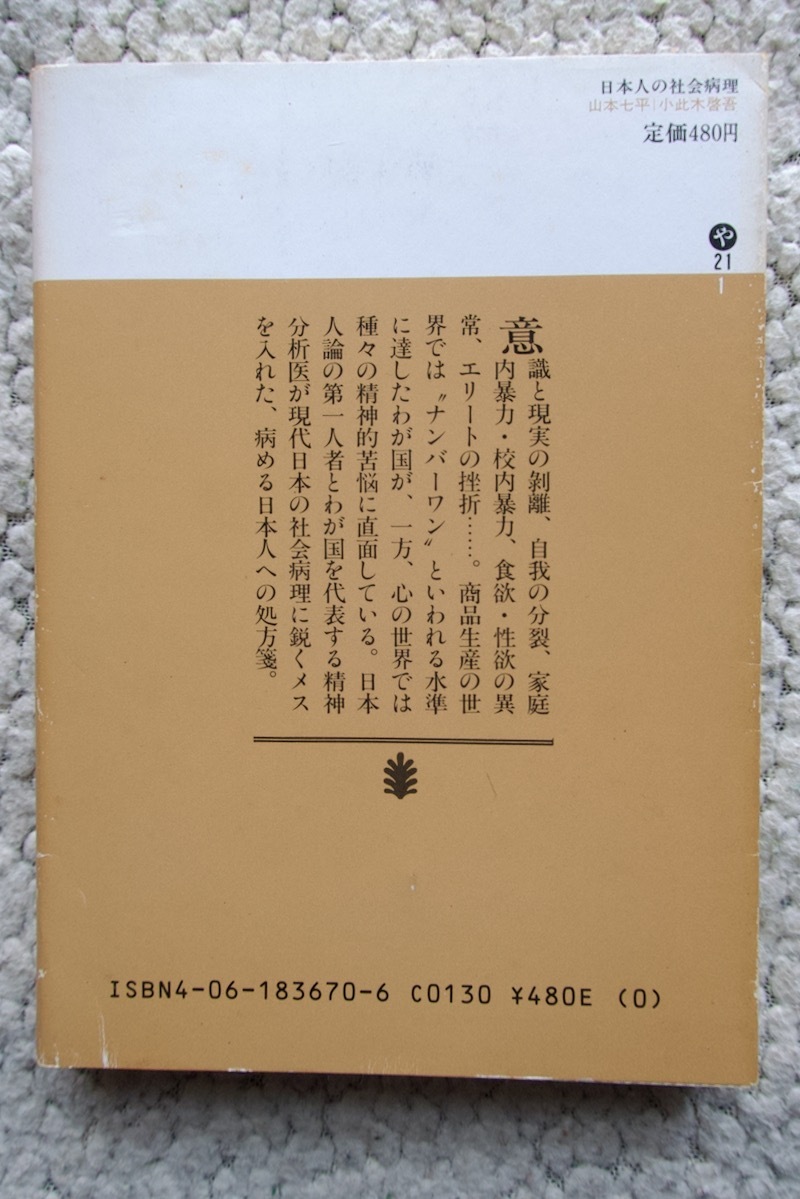 日本人の社会病理
山本七平|小此木啓吾
定価480円
や
21
1
意識と現実の剝離、自我の分裂、家庭
内暴力・校内暴力、食欲・性欲の異
常、エリートの挫折……。商品生産の世
界では〝ナンバーワン〟といわれる水準
に達したわが国が、一方、心の世界では
種々の精神的苦悩に直面している。日本
人論の第一人者とわが国を代表する精神
分析医が現代日本の社会病理に鋭くメス
を入れた、病める日本人への処方箋。
ISBN4-06-183670-6 C0130 ¥480E (0)